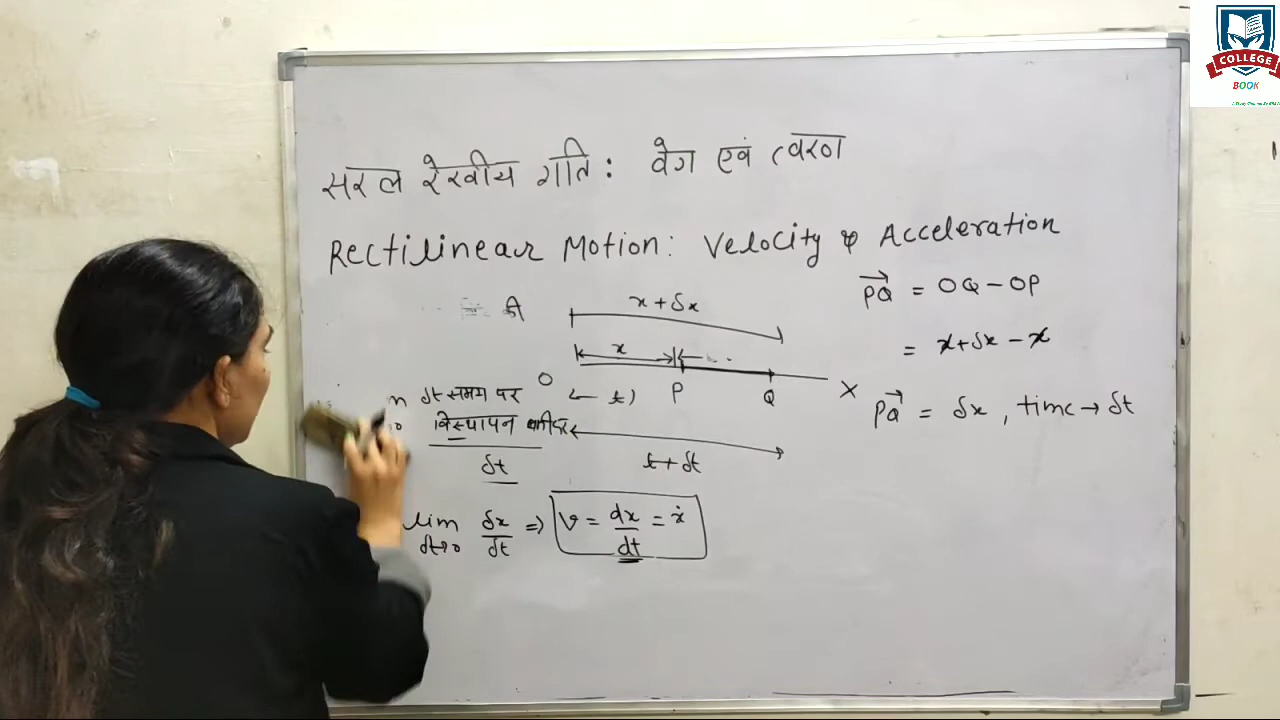 COLLEGE
BOOK
सरल रेखीय गति : वेग एवं त्वरण
Rectilinear Motion: Velocity & Acceleration
की
x + δx
x
O
P
Q
X
t
t + δt
PQ = OQ - OP
= x + δx - x
PQ = δx , time → δt
δt समय पर
विस्थापन
δt
lim δx/δt ⇒ v = dx/dt = ẋ
δt→0